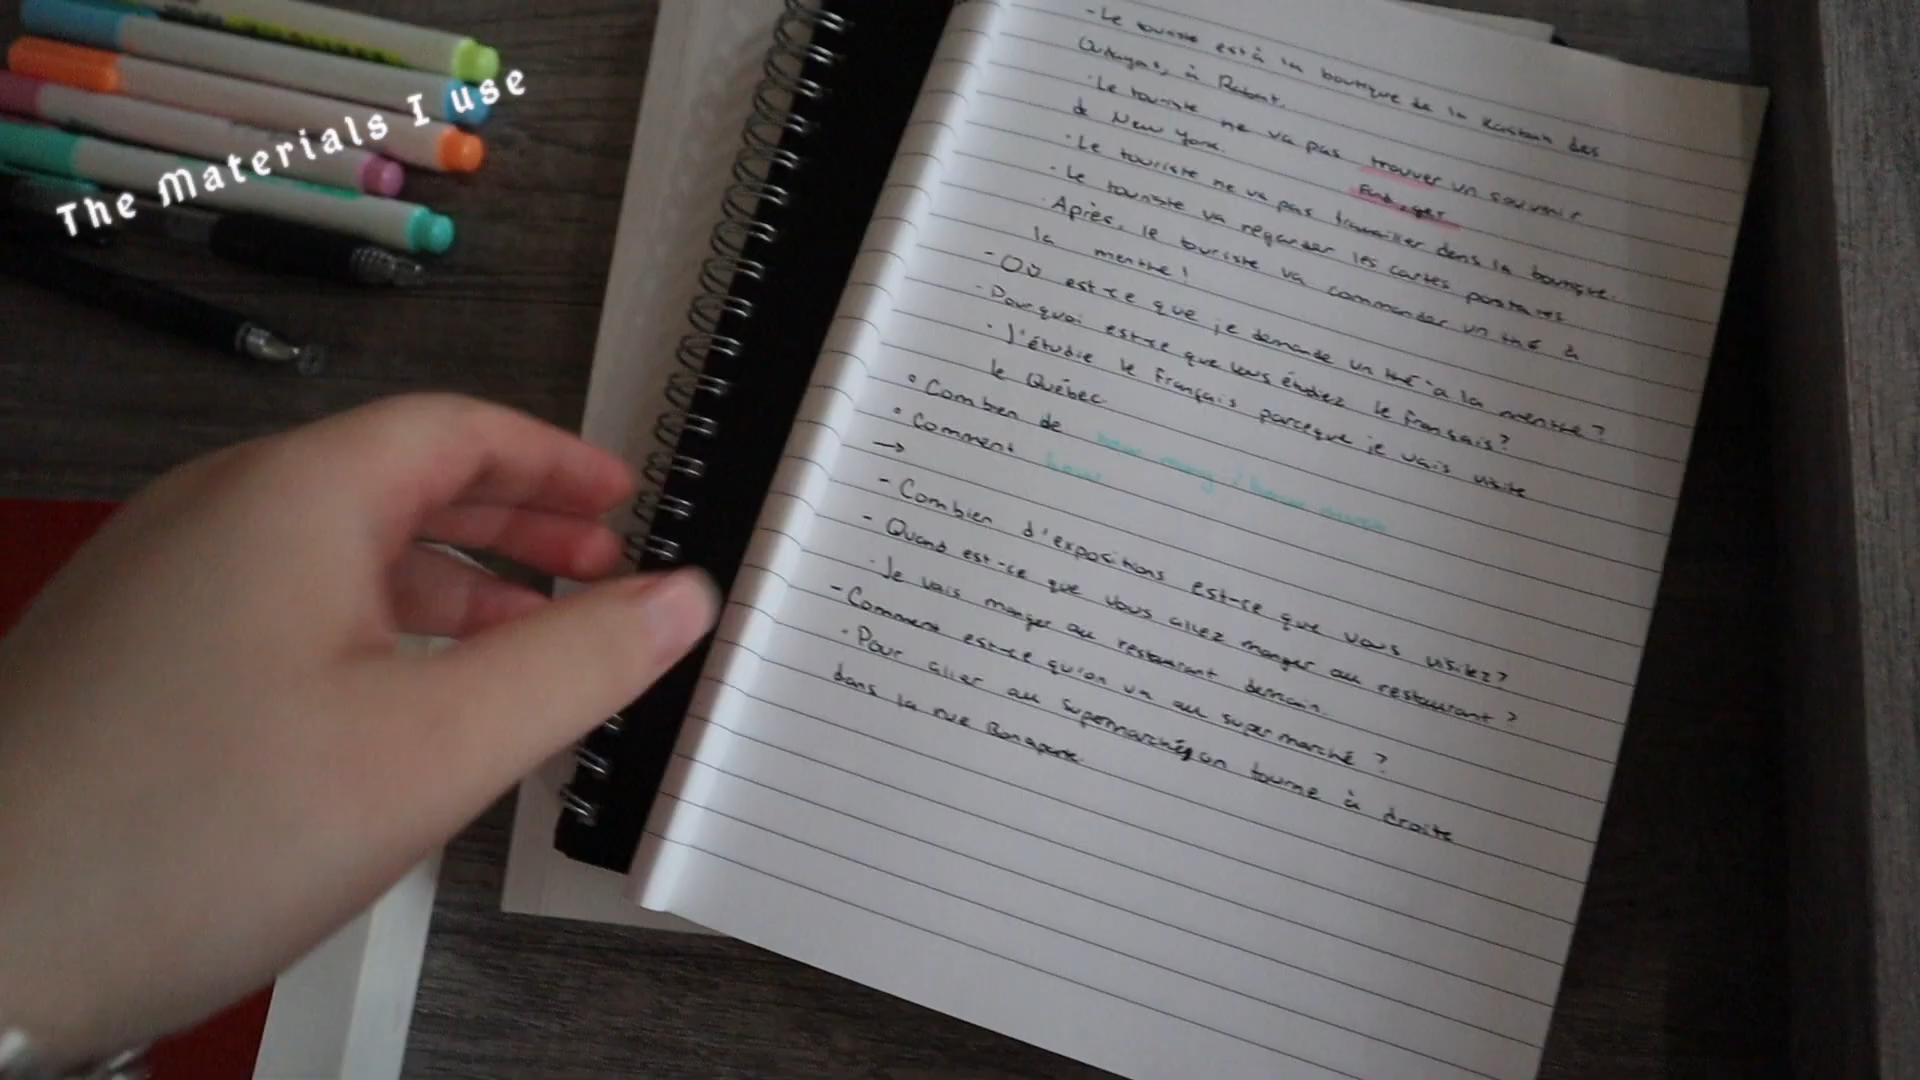 The Materials I use
- Le touriste est à la boutique de la Kasbah des
Oudayas, à Rabat.
· Le touriste ne va pas trouver un souvenir
de New York.
· Le touriste ne va pas travailler dans la boutique.
- Le touriste va regarder les cartes postales
· Après, le touriste va commander un thé à
la menthe!
- Où est-ce que je demande un thé à la menthe?
- Pourquoi est-ce que vous étudiez le français?
· J'étudie le français parceque je vais visite
le Québec.
° Combien de how many / how much
° Comment how
→
- Combien d'expositions est-ce que vous visitez?
- Quand est-ce que vous allez manger au restaurant?
· Je vais manger au restaurant demain.
- Comment est-ce qu'on va au supermarché?
· Pour aller au supermarché, on tourne à droite
dans la rue Bonaparte.